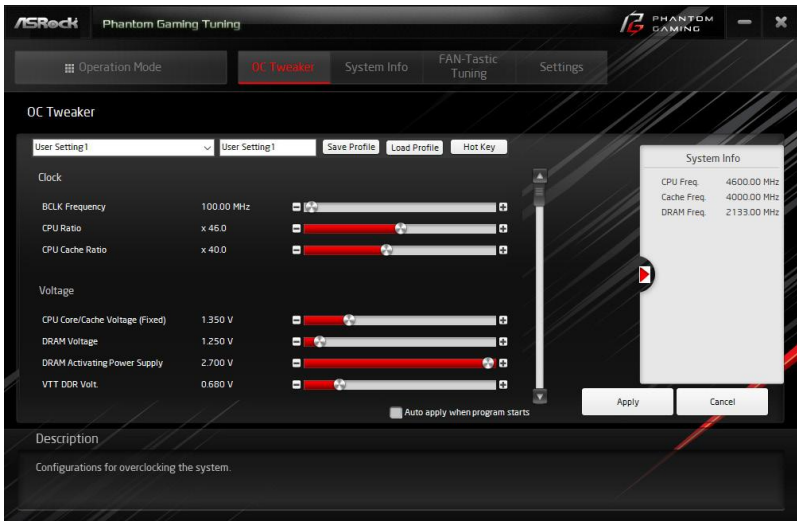 ASRock Phantom Gaming Tuning PHANTOM GAMING
Operation Mode OC Tweaker System Info FAN-Tastic Tuning Settings
OC Tweaker
User Setting1 User Setting1 Save Profile Load Profile Hot Key
Clock
BCLK Frequency 100.00 MHz
CPU Ratio x 46.0
CPU Cache Ratio x 40.0
Voltage
CPU Core/Cache Voltage (Fixed) 1.350 V
DRAM Voltage 1.250 V
DRAM Activating Power Supply 2.700 V
VTT DDR Volt. 0.680 V
Auto apply when program starts
System Info
CPU Freq. 4600.00 MHz
Cache Freq. 4000.00 MHz
DRAM Freq. 2133.00 MHz
Apply Cancel
Description
Configurations for overclocking the system.